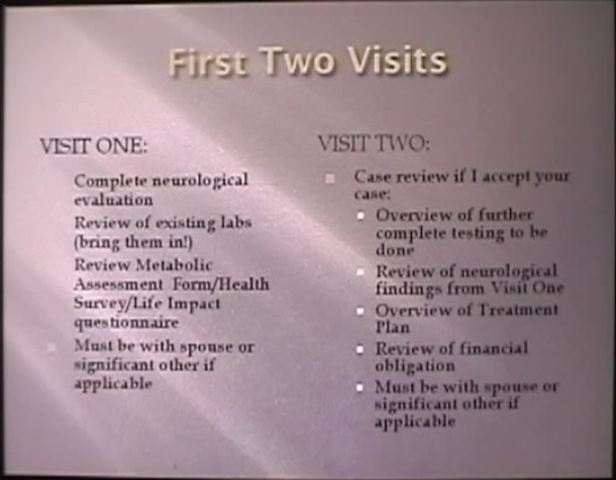 First Two Visits
VISIT ONE:
Complete neurological
evaluation
Review of existing labs
(bring them in!)
Review Metabolic
Assessment Form/Health
Survey/Life Impact
questionnaire
Must be with spouse or
significant other if
applicable
VISIT TWO:
Case review if I accept your
case:
Overview of further
complete testing to be
done
Review of neurological
findings from Visit One
Overview of Treatment
Plan
Review of financial
obligation
Must be with spouse or
significant other if
applicable